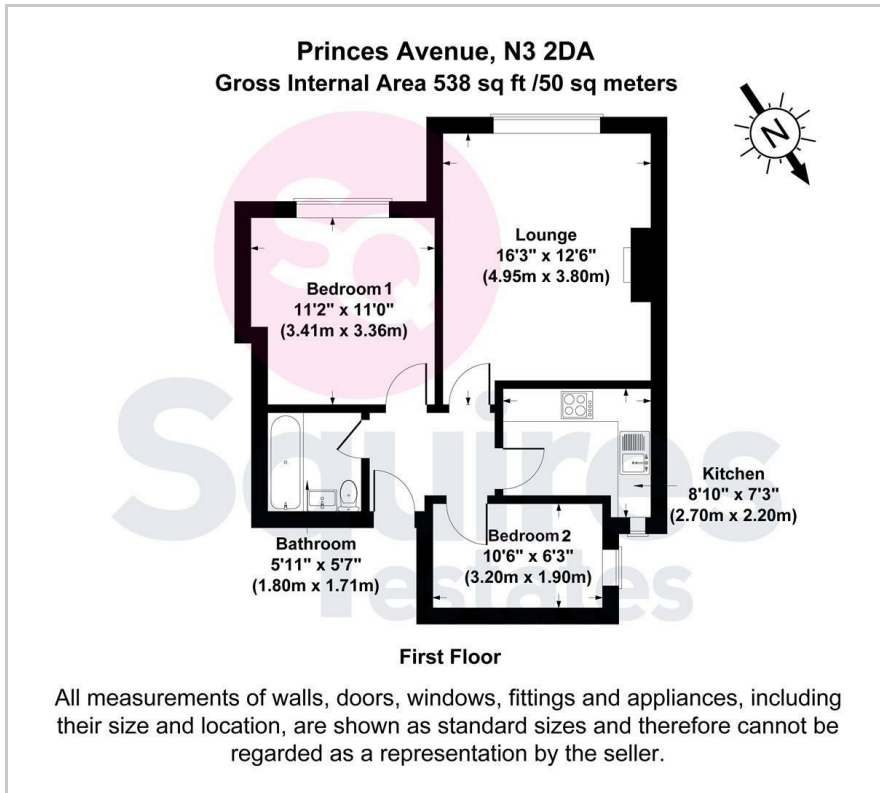 Princes Avenue, N3 2DA
Gross Internal Area 538 sq ft /50 sq meters
N
SQ
Lounge
16'3" x 12'6"
(4.95m x 3.80m)
Bedroom 1
11'2" x 11'0"
(3.41m x 3.36m)
Squires
estates
Kitchen
8'10" x 7'3"
(2.70m x 2.20m)
Bathroom
5'11" x 5'7"
(1.80m x 1.71m)
Bedroom 2
10'6" x 6'3"
(3.20m x 1.90m)
First Floor
All measurements of walls, doors, windows, fittings and appliances, including
their size and location, are shown as standard sizes and therefore cannot be
regarded as a representation by the seller.